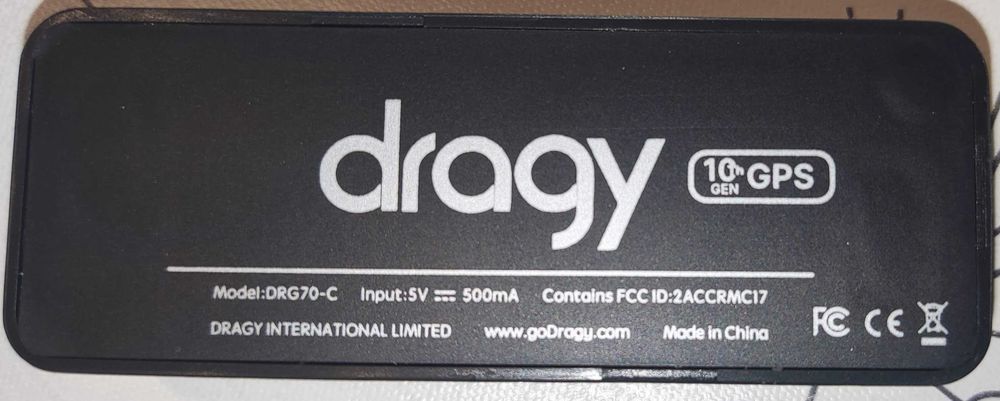 dragy 10th GEN GPS
Model:DRG70-C Input:5V ⎓ 500mA Contains FCC ID:2ACCRMC17
DRAGY INTERNATIONAL LIMITED www.goDragy.com Made in China
FC CE